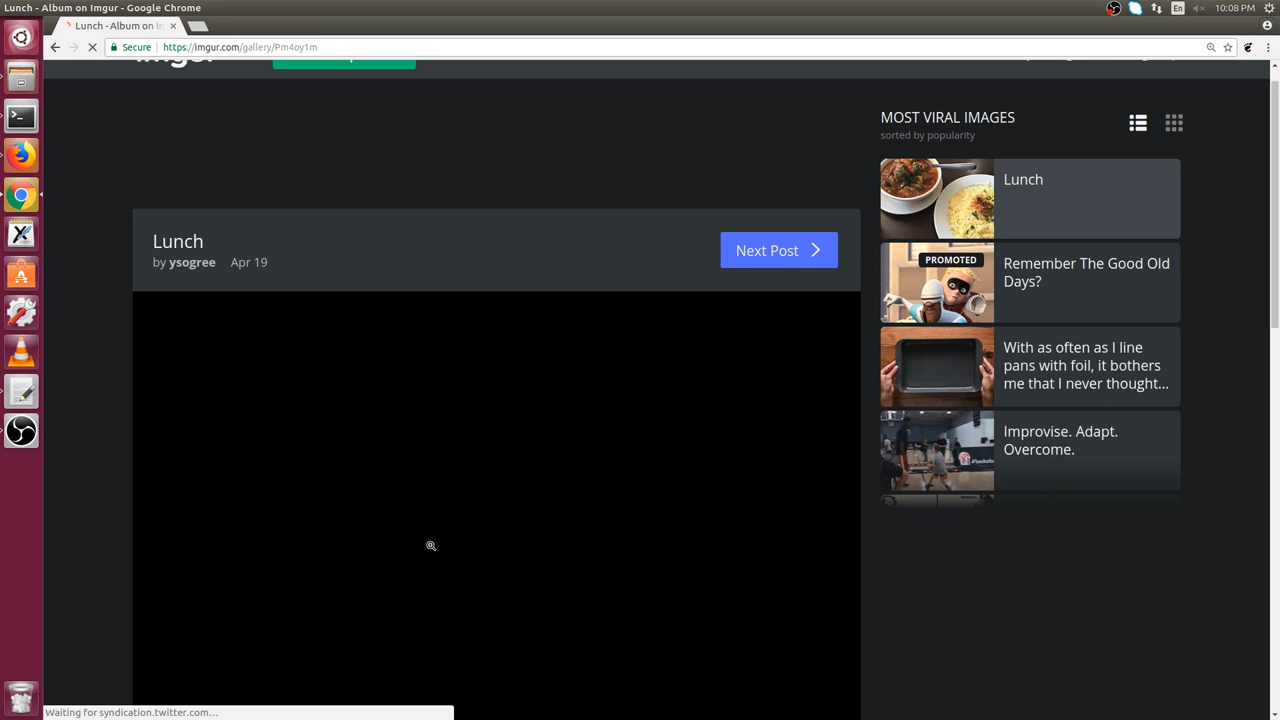 Lunch - Album on Imgur - Google Chrome
En
10:08 PM
Lunch - Album on Im
Secure
https://imgur.com/gallery/Pm4oy1m
MOST VIRAL IMAGES
sorted by popularity
Lunch
by ysogree Apr 19
Next Post
Lunch
PROMOTED
Remember The Good Old
Days?
With as often as I line
pans with foil, it bothers
me that I never thought...
Improvise. Adapt.
Overcome.
Waiting for syndication.twitter.com...